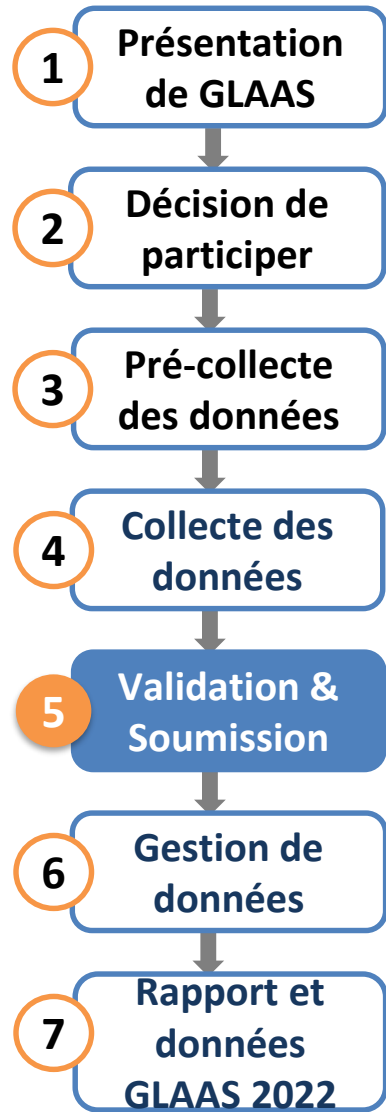 1
Présentation
de GLAAS
2
Décision de
participer
3
Pré-collecte
des données
4
Collecte des
données
5
Validation &
Soumission
6
Gestion de
données
7
Rapport et
données
GLAAS 2022